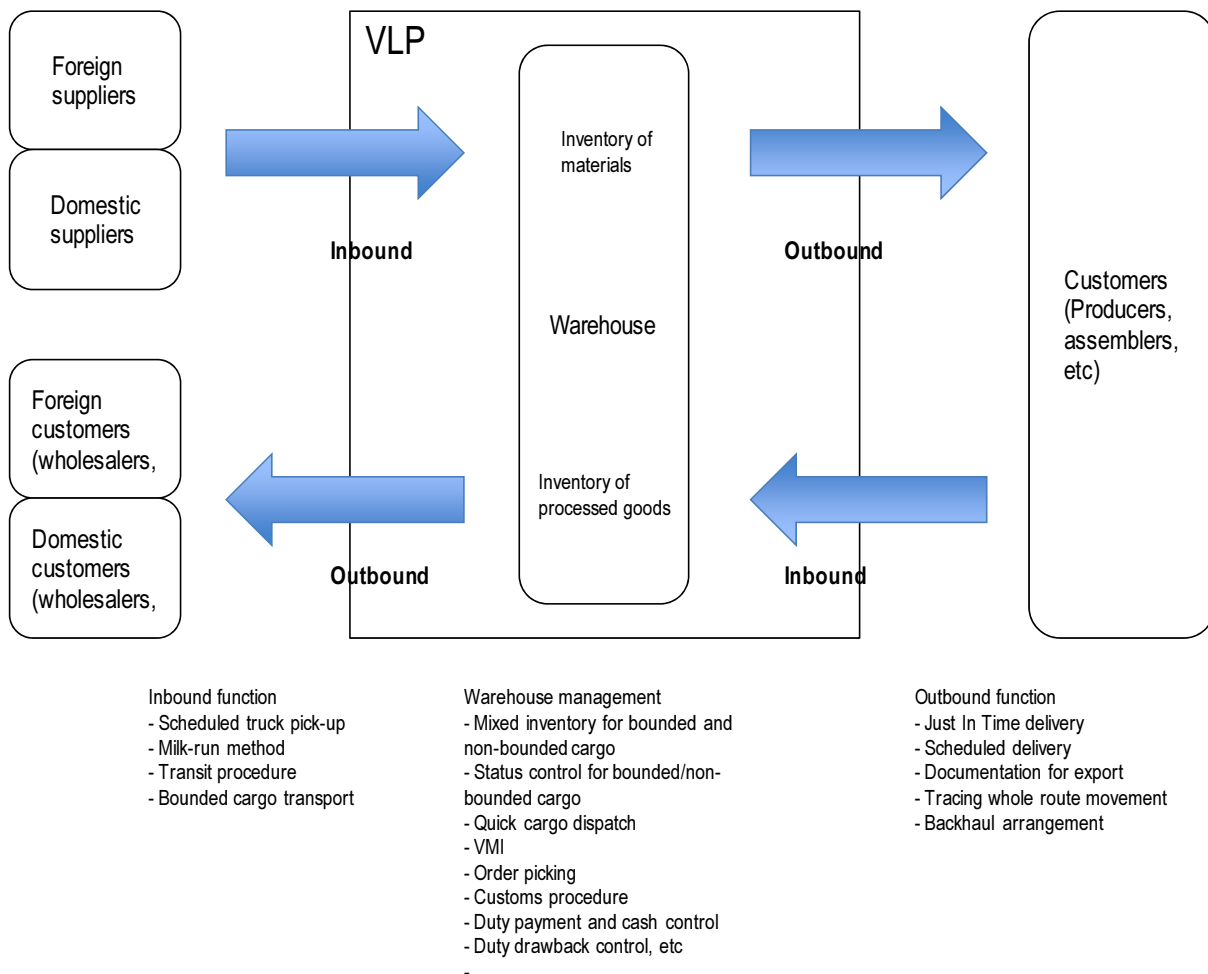 VLP
Foreign
suppliers
Domestic
suppliers
Inbound
Inventory of
materials
Warehouse
Outbound
Customers
(Producers,
assemblers,
etc)
Foreign
customers
(wholesalers,
Domestic
customers
(wholesalers,
Outbound
Inventory of
processed goods
Inbound
Inbound function
- Scheduled truck pick-up
- Milk-run method
- Transit procedure
- Bounded cargo transport
Warehouse management
- Mixed inventory for bounded and
non-bounded cargo
- Status control for bounded/non-
bounded cargo
- Quick cargo dispatch
- VMI
- Order picking
- Customs procedure
- Duty payment and cash control
- Duty drawback control, etc
-
Outbound function
- Just In Time delivery
- Scheduled delivery
- Documentation for export
- Tracing whole route movement
- Backhaul arrangement